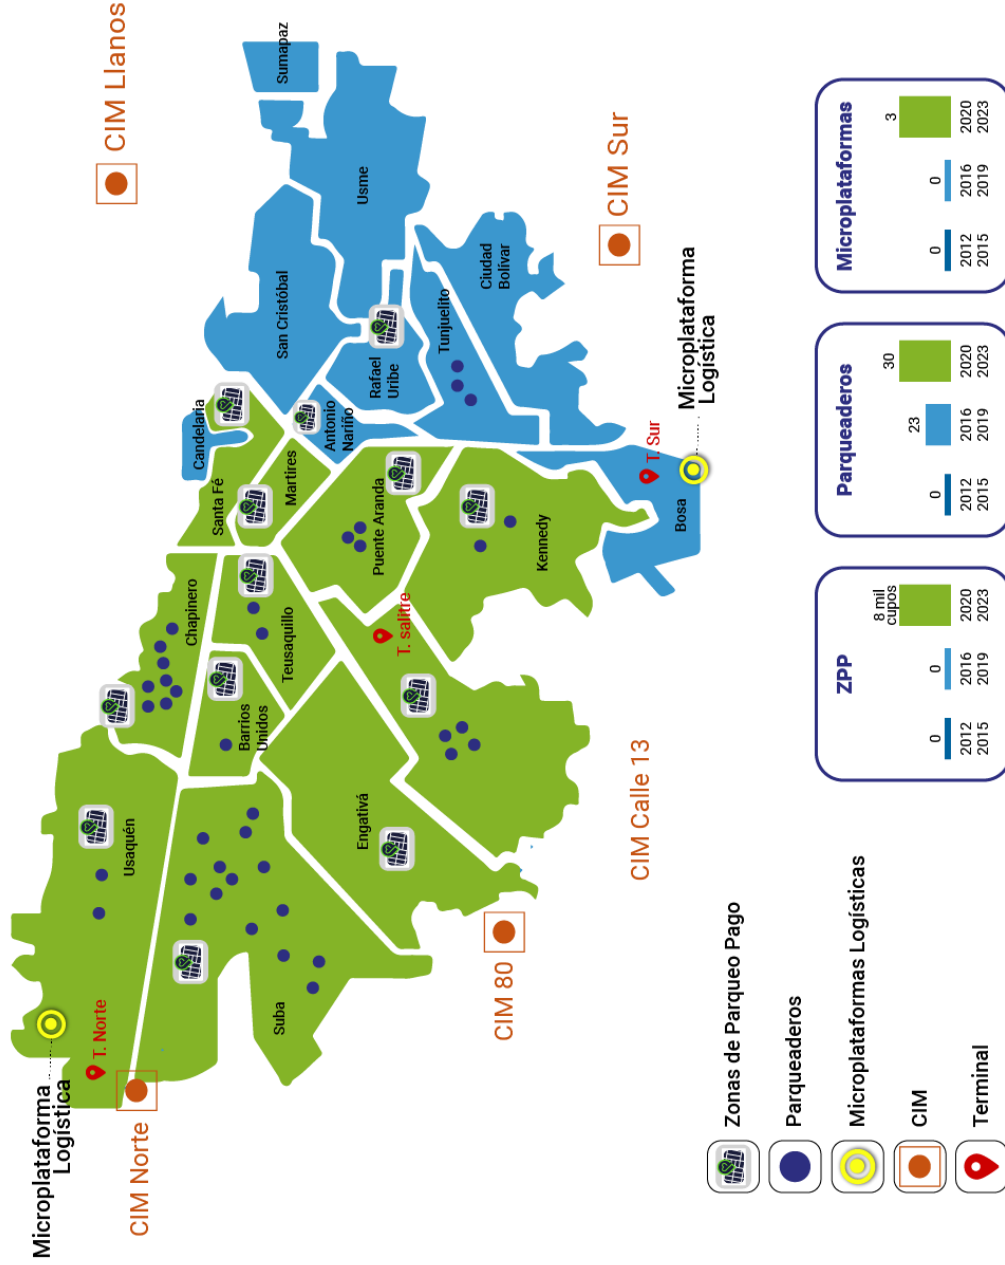 Microplataforma
Logística
CIM Norte
T. Norte
Usaquén
Suba
CIM 80
Engativá
Barrios
Unidos
Chapinero
Teusaquillo
CIM Calle 13
T. salitre
Santa Fé
Candelaria
Martires
Puente Aranda
Kennedy
Antonio
Nariño
Rafael
Uribe
San Cristóbal
Tunjuelito
Usme
Sumapaz
Ciudad
Bolivar
Bosa
T. Sur
Microplataforma
Logística
CIM Sur
CIM Llanos
Zonas de Parqueo Pago
Parqueaderos
Microplataformas Logísticas
CIM
Terminal
ZPP
0
0
8 mil
cupos
2012
2015
2016
2019
2020
2023
Parqueaderos
0
23
30
2012
2015
2016
2019
2020
2023
Microplataformas
0
0
3
2012
2015
2016
2019
2020
2023